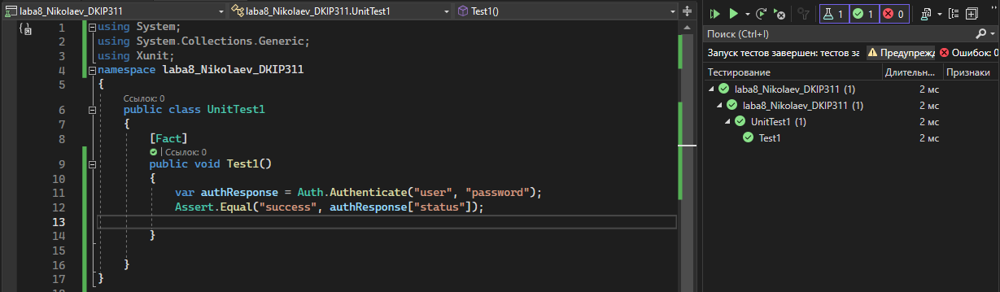 laba8_Nikolaev_DKIP311
laba8_Nikolaev_DKIP311.UnitTest1
Test1()
1 using System;
2 using System.Collections.Generic;
3 using Xunit;
4 namespace laba8_Nikolaev_DKIP311
5 {
Ссылок: 0
6 public class UnitTest1
7 {
8 [Fact]
| Ссылок: 0
9 public void Test1()
10 {
11 var authResponse = Auth.Authenticate("user", "password");
12 Assert.Equal("success", authResponse["status"]);
13
14 }
15
16 }
17 }
1 1 0
Поиск (Ctrl+I)
Запуск тестов завершен: тестов за Предупрежд Ошибок: 0
Тестирование Длительн... Признаки
laba8_Nikolaev_DKIP311 (1) 2 мс
laba8_Nikolaev_DKIP311 (1) 2 мс
UnitTest1 (1) 2 мс
Test1 2 мс